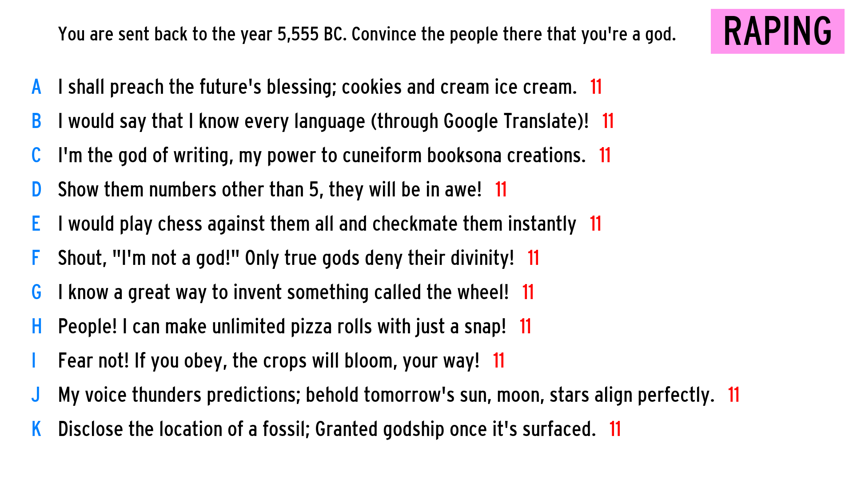 You are sent back to the year 5,555 BC. Convince the people there that you're a god.
RAPING
A I shall preach the future's blessing; cookies and cream ice cream. 11
B I would say that I know every language (through Google Translate)! 11
C I'm the god of writing, my power to cuneiform booksona creations. 11
D Show them numbers other than 5, they will be in awe! 11
E I would play chess against them all and checkmate them instantly 11
F Shout, "I'm not a god!" Only true gods deny their divinity! 11
G I know a great way to invent something called the wheel! 11
H People! I can make unlimited pizza rolls with just a snap! 11
I Fear not! If you obey, the crops will bloom, your way! 11
J My voice thunders predictions; behold tomorrow's sun, moon, stars align perfectly. 11
K Disclose the location of a fossil; Granted godship once it's surfaced. 11